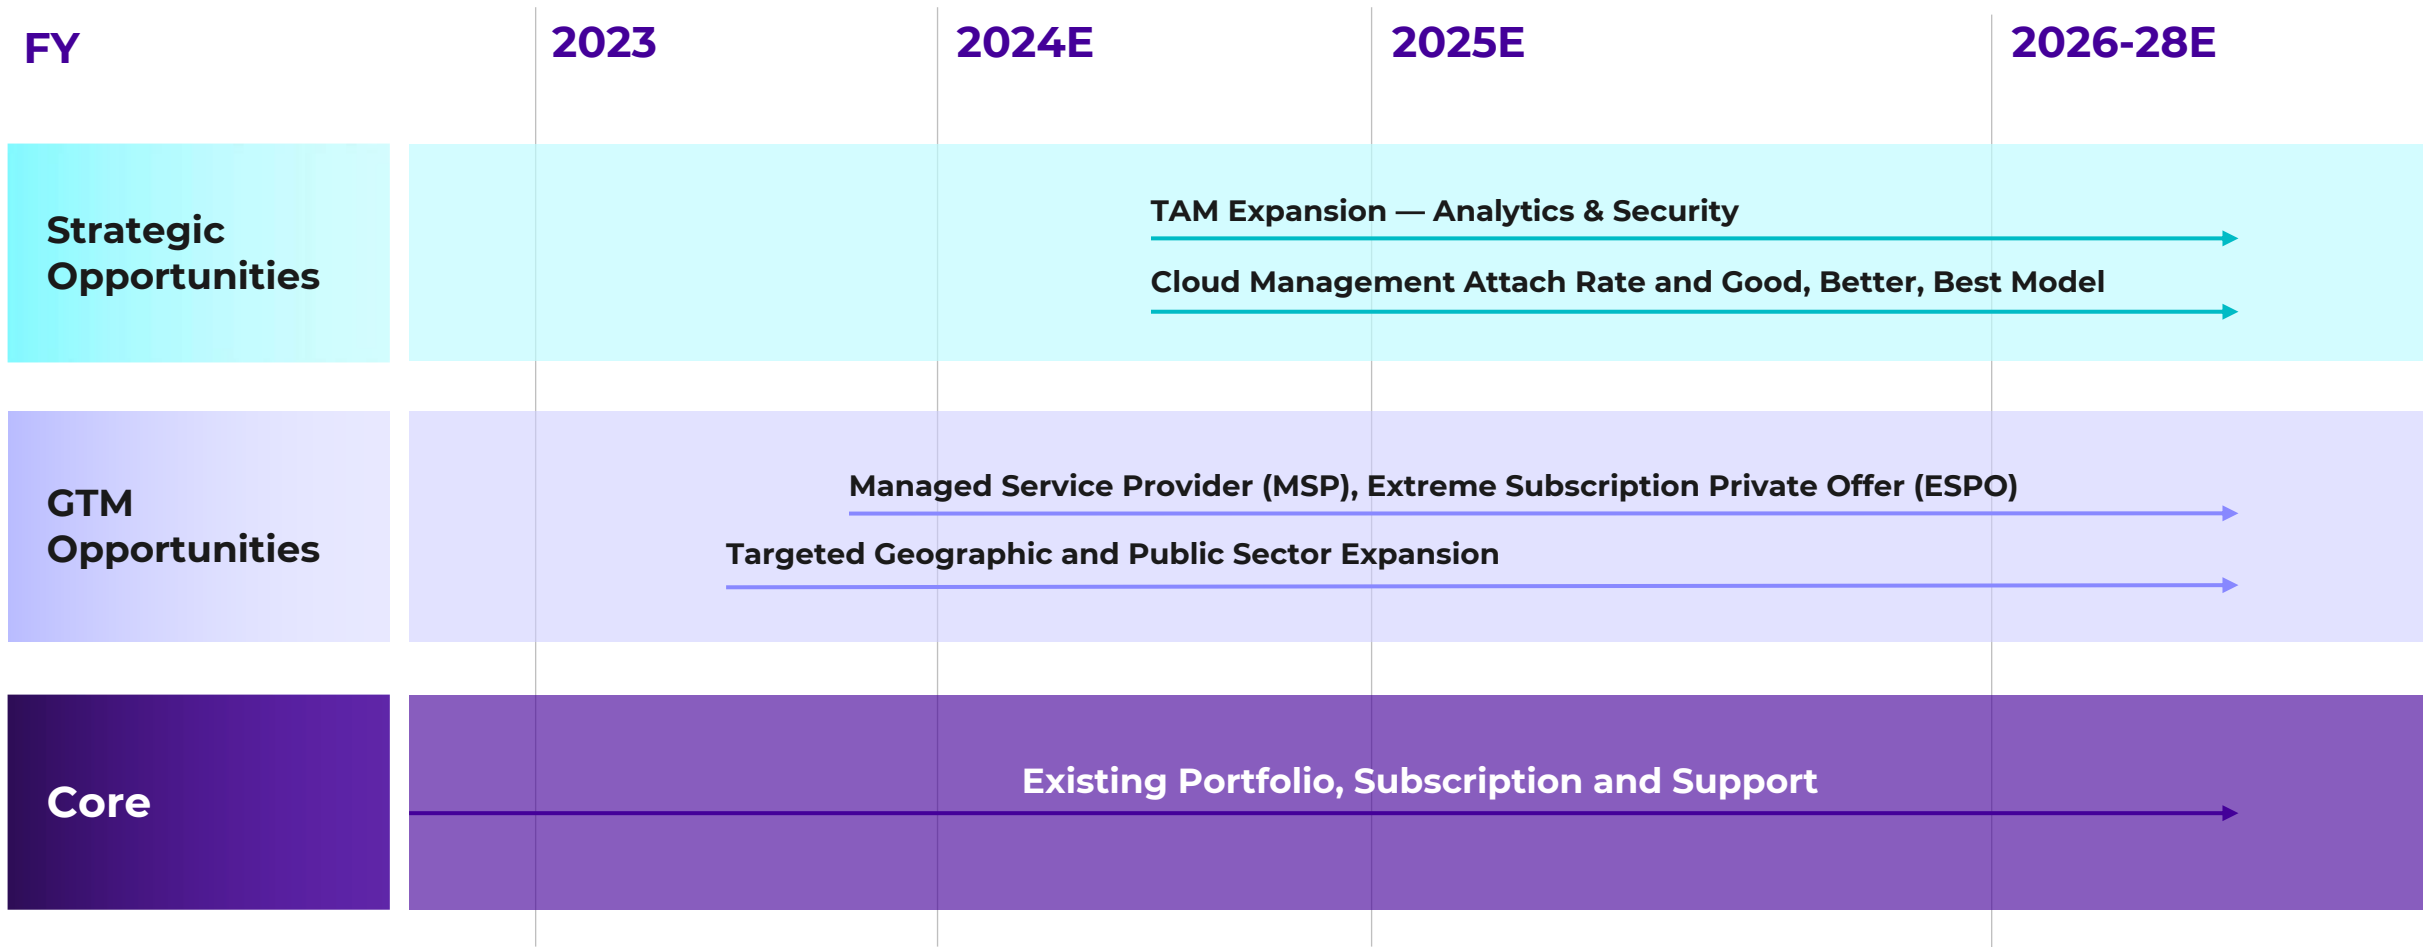 FY
2023
2024E
2025E
2026-28E
Strategic
Opportunities
TAM Expansion — Analytics & Security
Cloud Management Attach Rate and Good, Better, Best Model
GTM
Opportunities
Managed Service Provider (MSP), Extreme Subscription Private Offer (ESPO)
Targeted Geographic and Public Sector Expansion
Core
Existing Portfolio, Subscription and Support